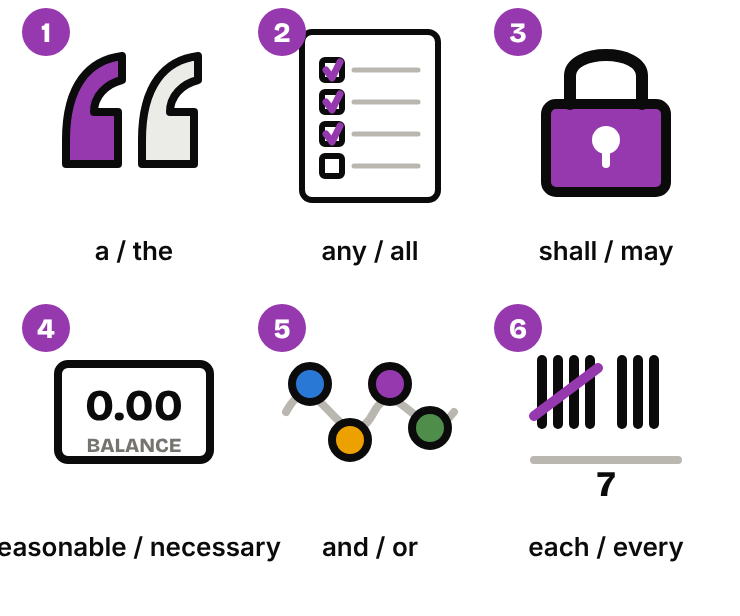 1
2
3
a / the
any / all
shall / may
4
5
6
0.00
BALANCE
7
easonable / necessary
and / or
each / every